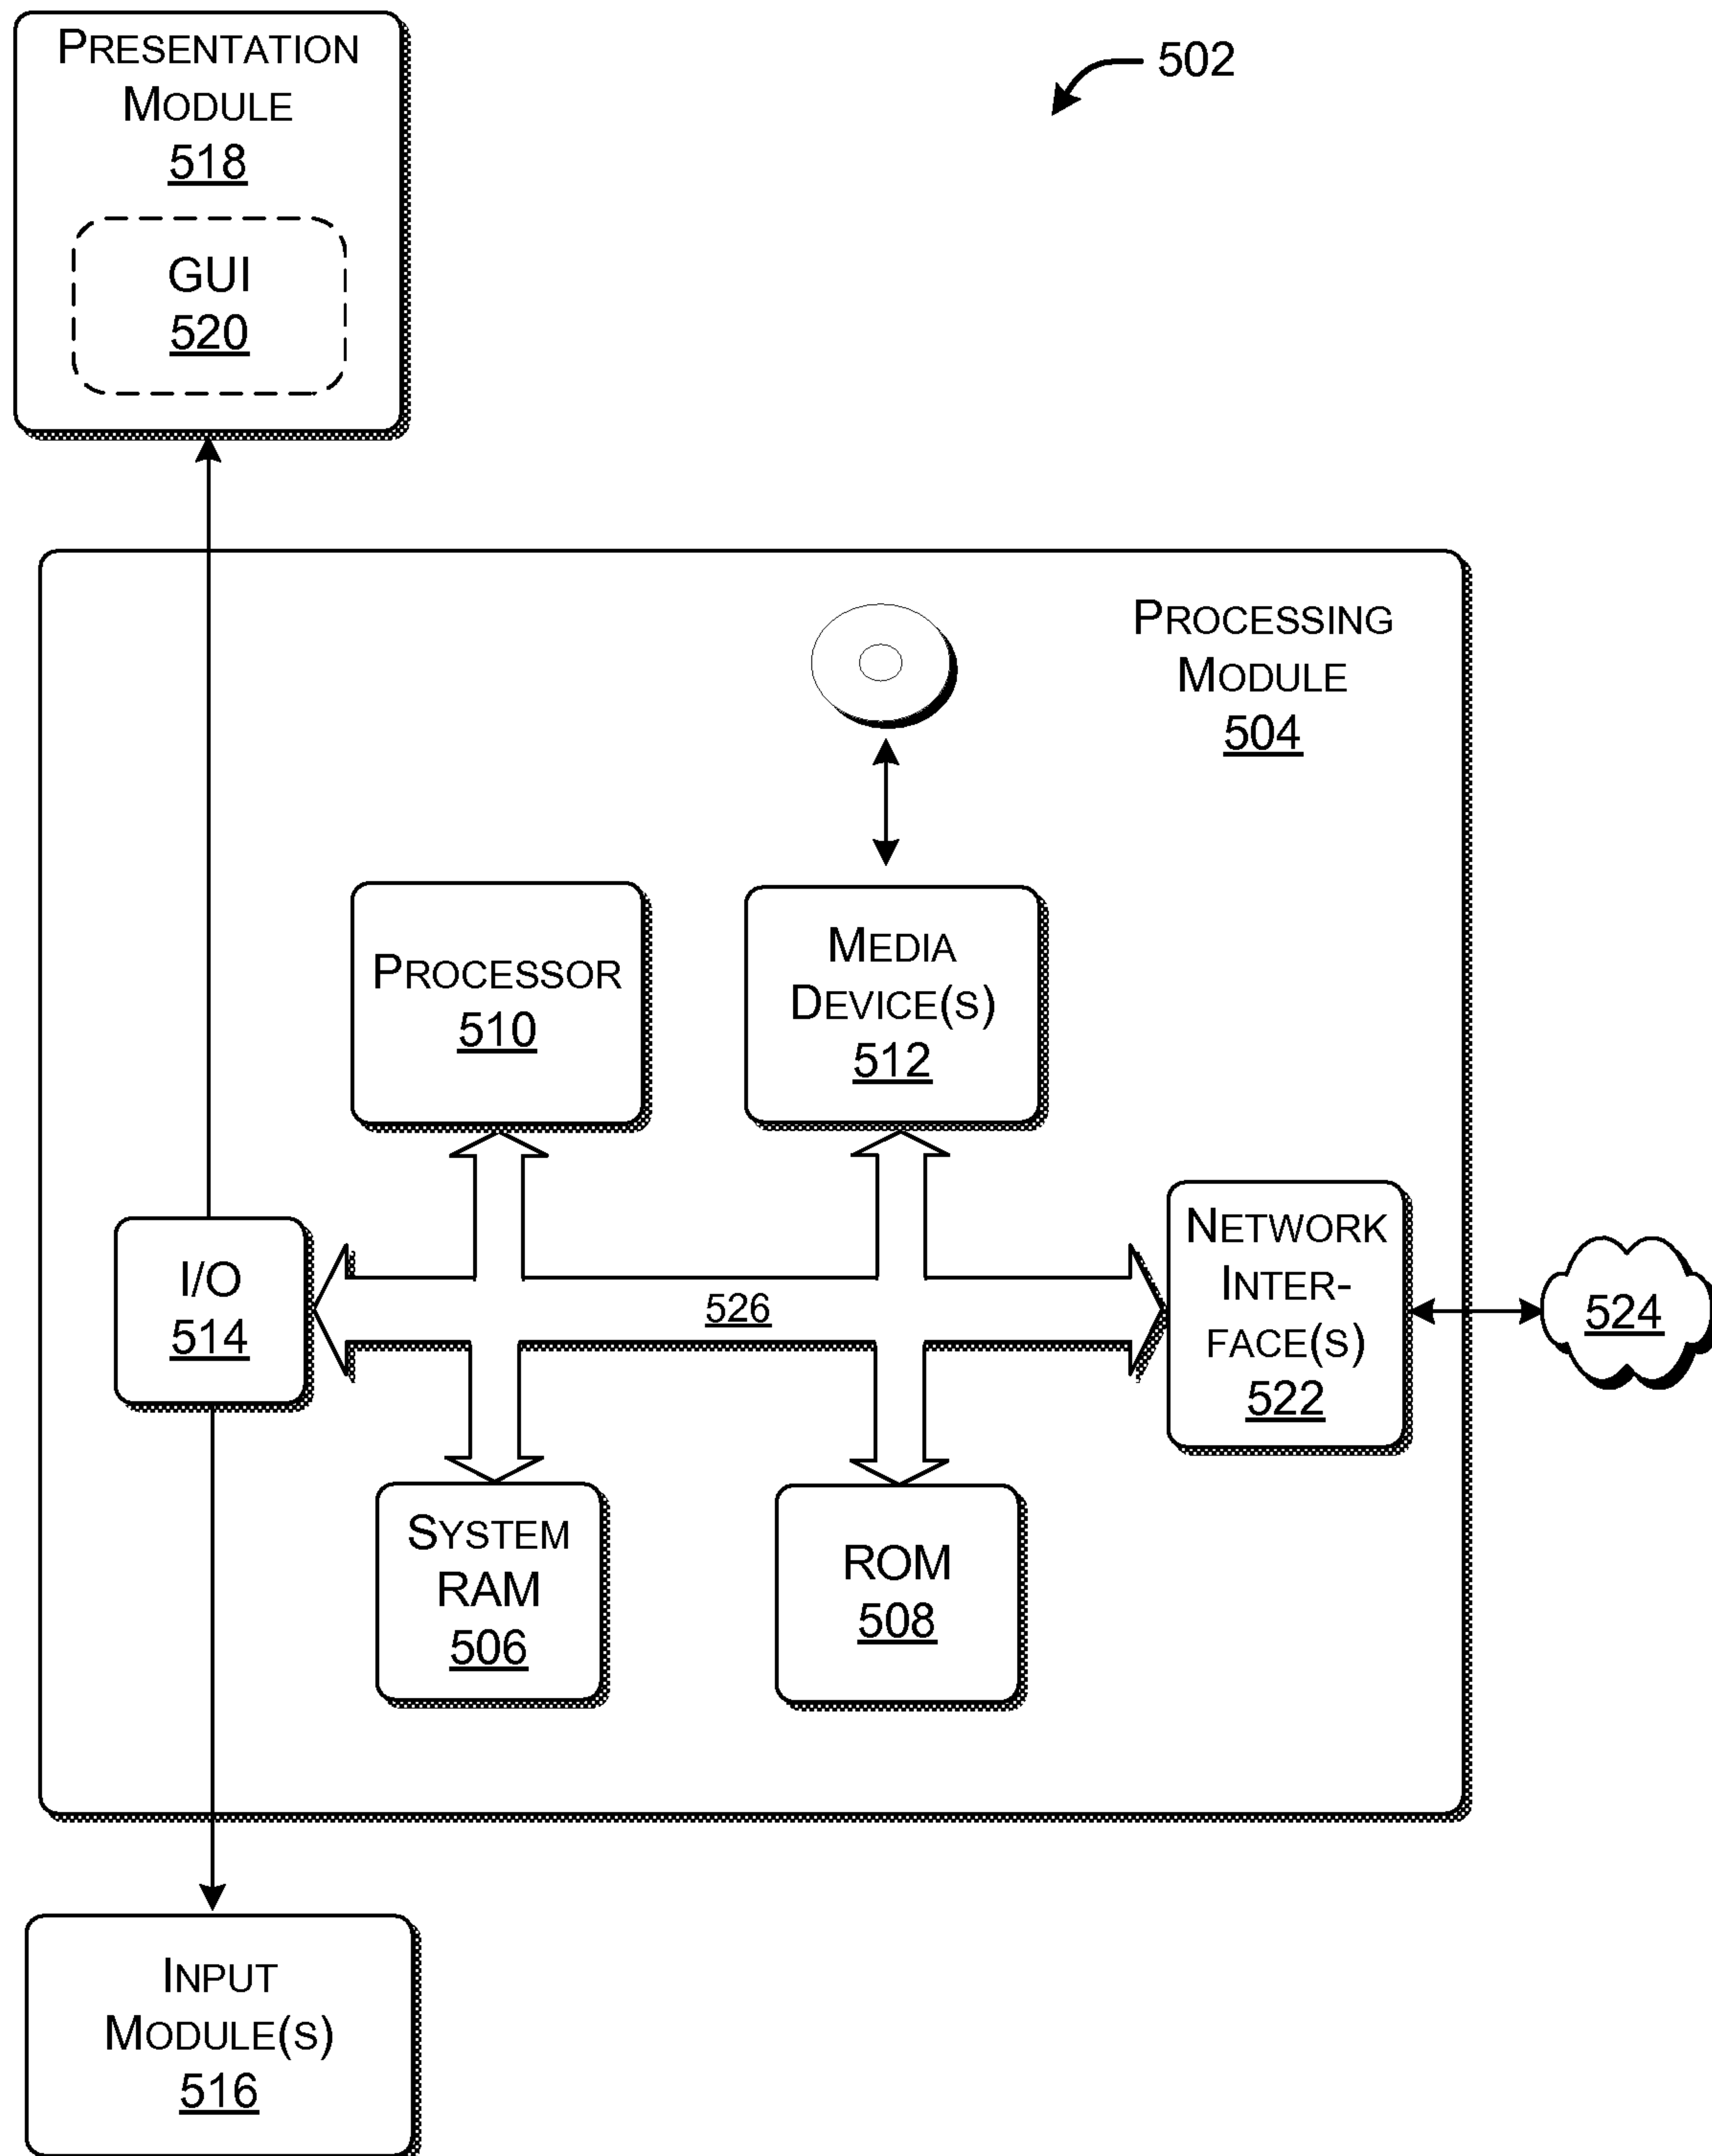 PRESENTATION
MODULE
518
GUI
520
502
PROCESSING
MODULE
504
PROCESSOR
510
MEDIA
DEVICE(S)
512
I/O
514
526
NETWORK
INTER-
FACE(S)
522
524
SYSTEM
RAM
506
ROM
508
INPUT
MODULE(S)
516